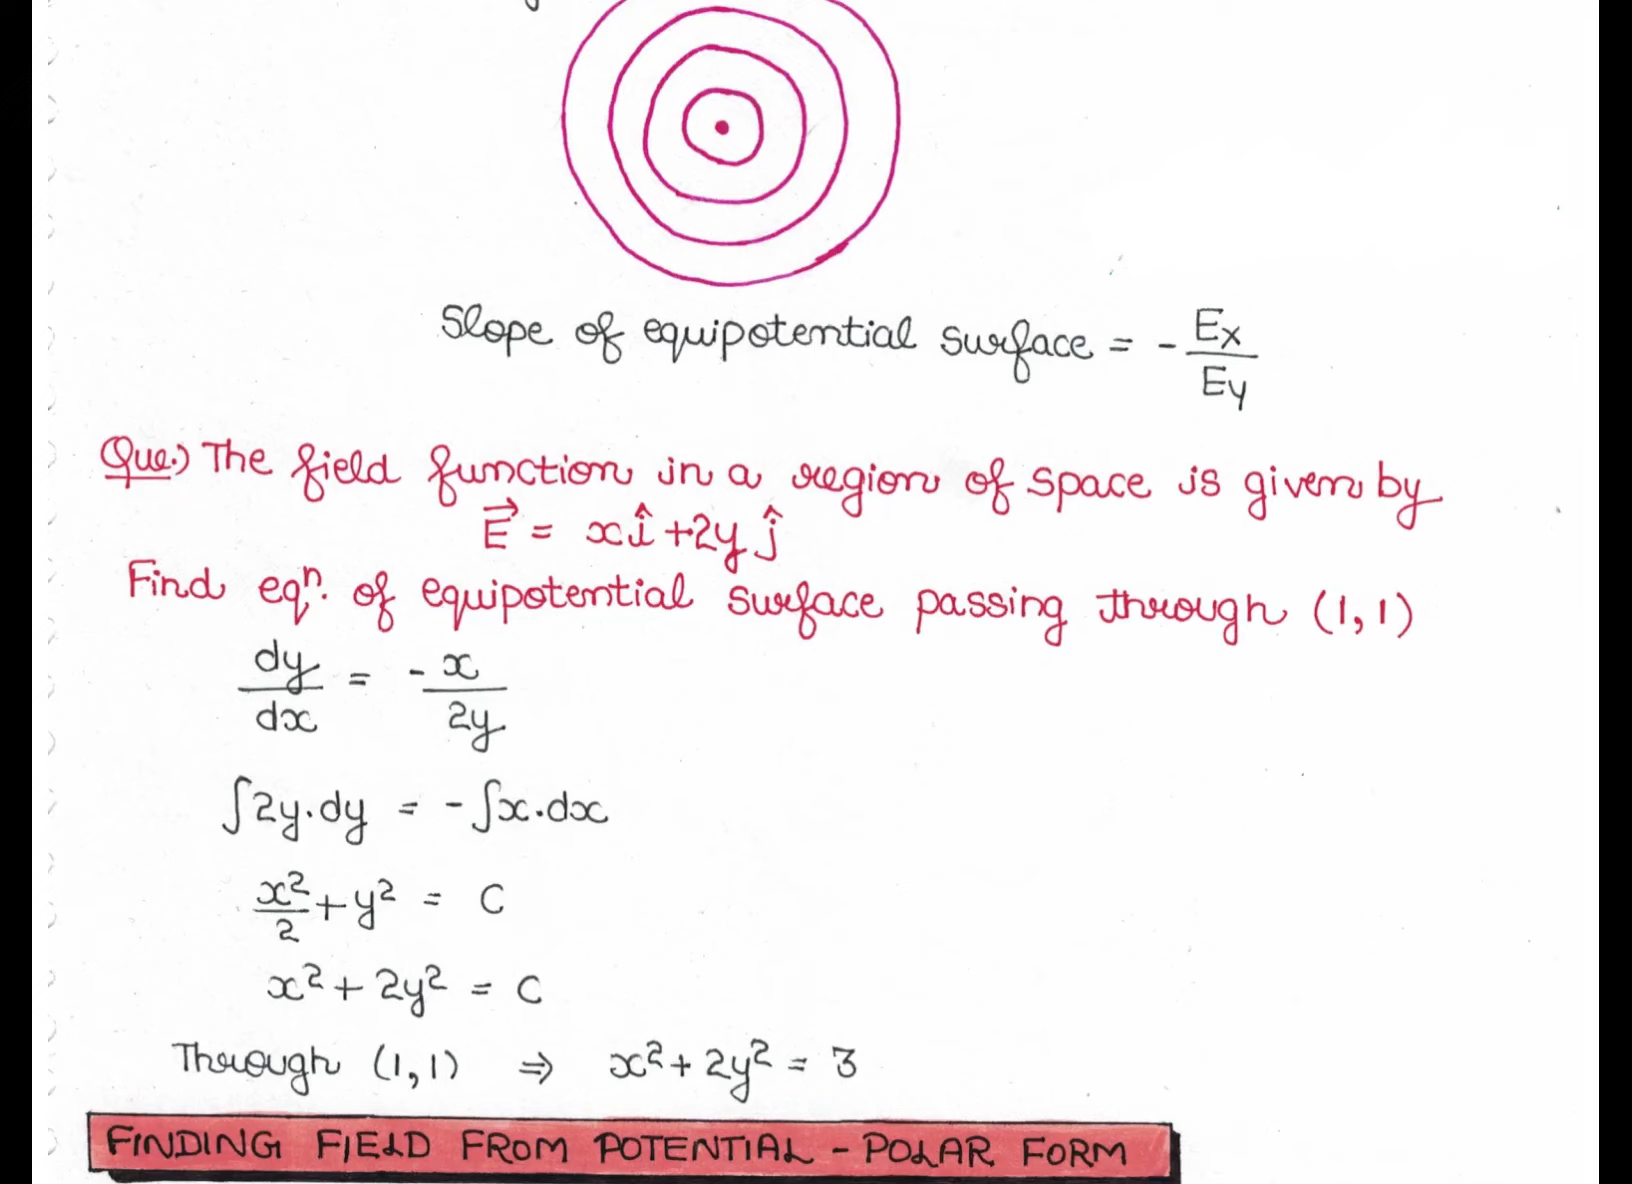 Slope of equipotential surface = - Ex/Ey
Que.) The field function in a region of space is given by
E⃗ = xî + 2yĵ
Find eqⁿ. of equipotential surface passing through (1,1)
dy/dx = - x/2y
∫2y.dy = - ∫x.dx
x²/2 + y² = C
x² + 2y² = C
Through (1,1) ⇒ x² + 2y² = 3
FINDING FIELD FROM POTENTIAL - POLAR FORM